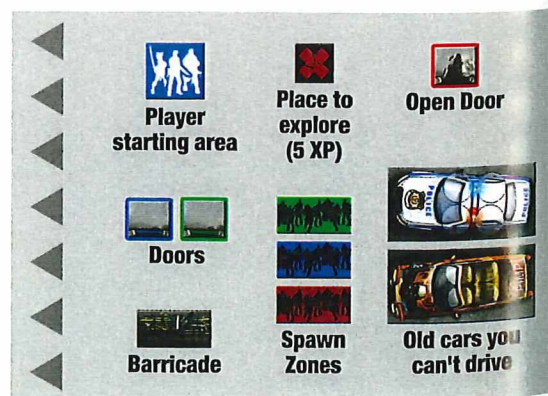 Player
starting area
Place to
explore
(5 XP)
Open Door
Doors
Barricade
Spawn
Zones
POLICE
POLICE
Old cars you
can't drive